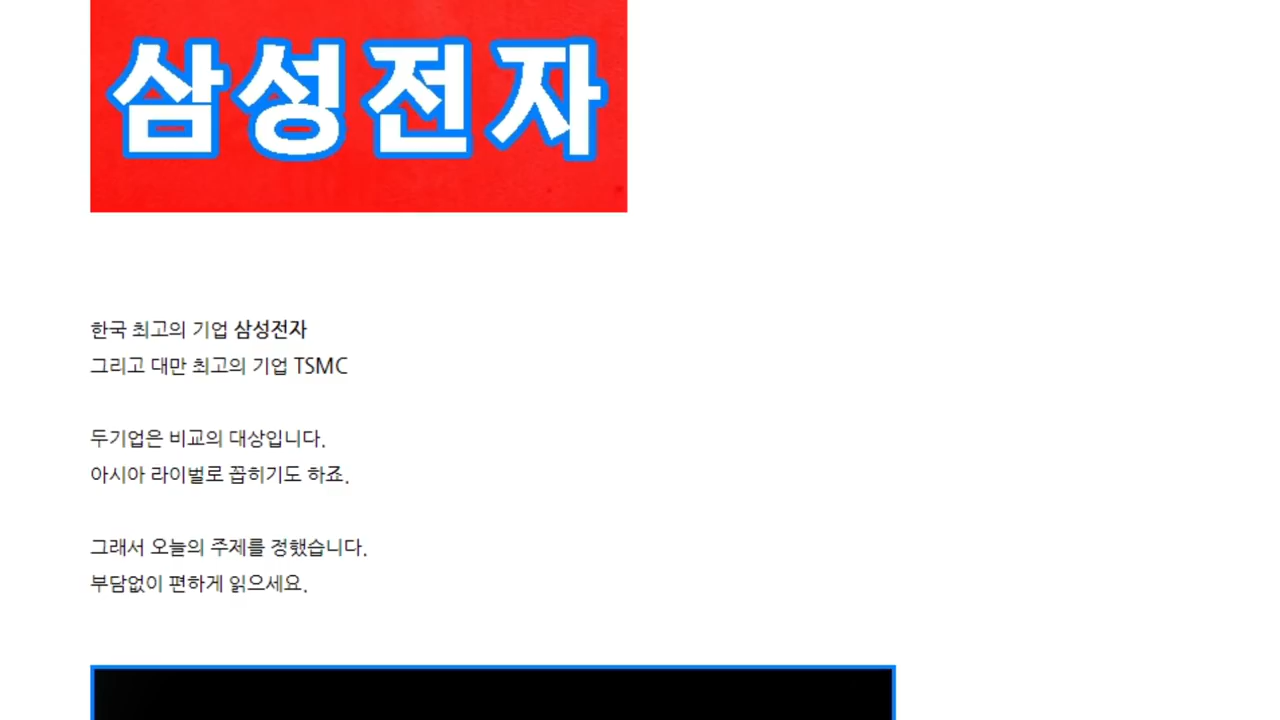 삼성전자
한국 최고의 기업 삼성전자
그리고 대만 최고의 기업 TSMC
두기업은 비교의 대상입니다.
아시아 라이벌로 꼽히기도 하죠.
그래서 오늘의 주제를 정했습니다.
부담없이 편하게 읽으세요.